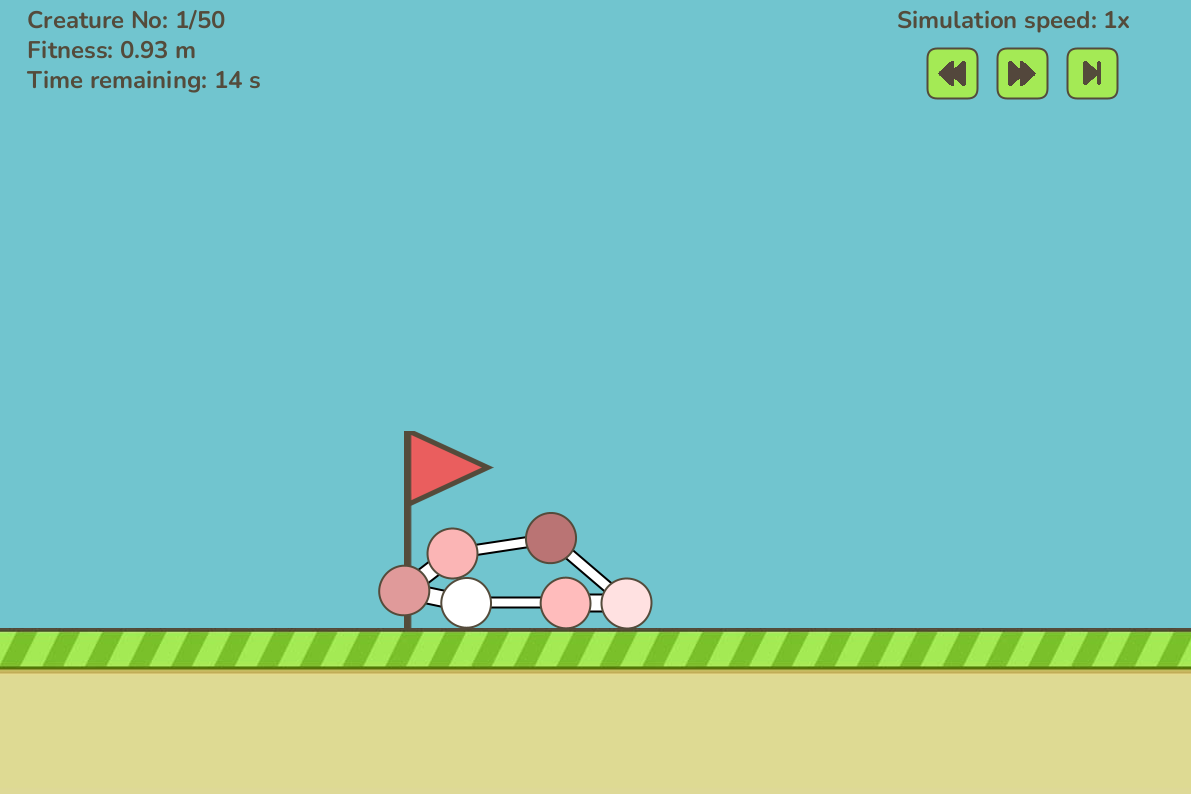 Creature No: 1/50
Fitness: 0.93 m
Time remaining: 14 s
Simulation speed: 1x